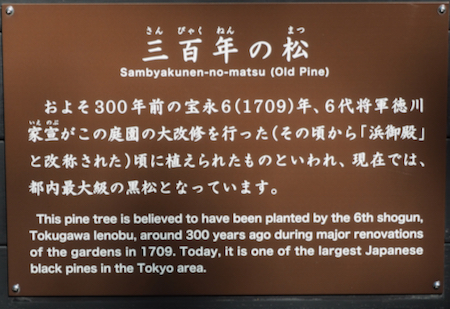 さん びゃく ねん まつ
三百年の松
Sambyakunen-no-matsu (Old Pine)
およそ300年前の宝永6(1709)年、6代将軍徳川
いえ のぶ
家宣がこの庭園の大改修を行った(その頃から「浜御殿」
と改称された)頃に植えられたものといわれ、現在では、
都内最大級の黒松となっています。
This pine tree is believed to have been planted by the 6th shogun,
Tokugawa Ienobu, around 300 years ago during major renovations
of the gardens in 1709. Today, it is one of the largest Japanese
black pines in the Tokyo area.